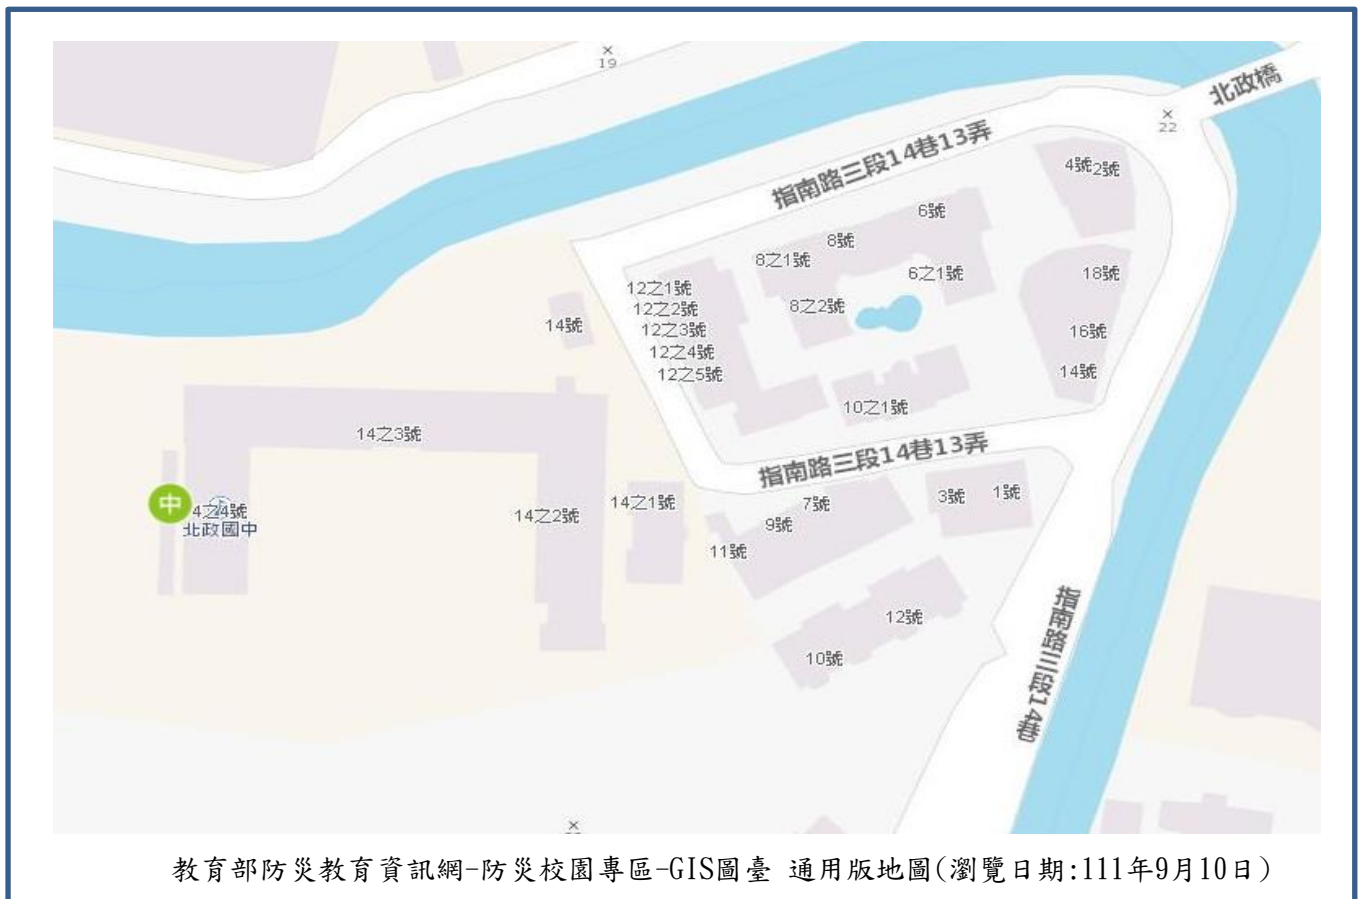 ×
19
北政橋
×
22
指南路三段14巷13弄
4號
2號
6號
8號
8之1號
6之1號
18號
12之1號
12之2號
8之2號
14號
12之3號
16號
12之4號
12之5號
14號
10之1號
14之3號
指南路三段14巷13弄
3號
1號
中
4之4號
14之2號
14之1號
7號
9號
北政國中
11號
12號
10號
指南路三段14巷
×
教育部防災教育資訊網-防災校園專區-GIS圖臺 通用版地圖(瀏覽日期:111年9月10日)